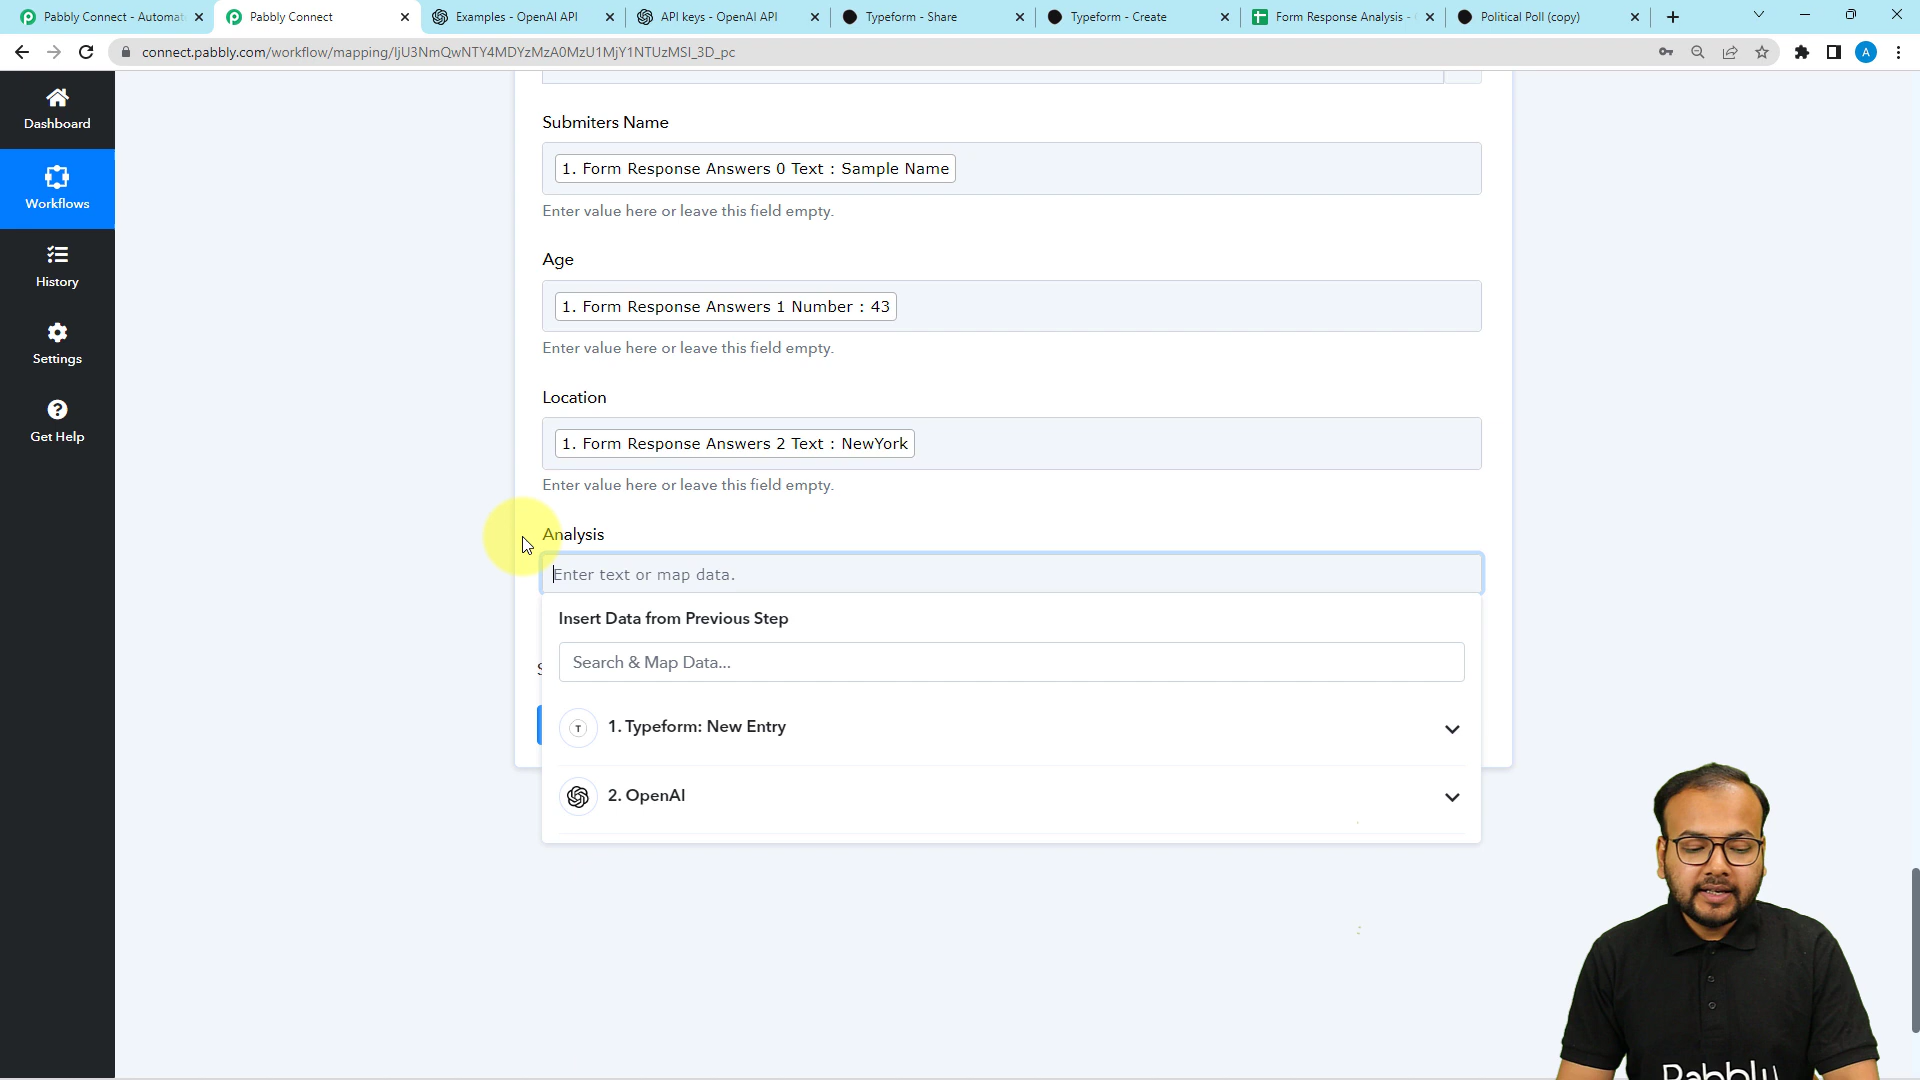 Pabbly Connect - Automat
Pabbly Connect
Examples - OpenAI API
API keys - OpenAI API
Typeform - Share
Typeform - Create
Form Response Analysis -
Political Poll (copy)
connect.pabbly.com/workflow/mapping/IjU3NmQwNTY4MDYzMzA0MzU1MjY1NTUzMSI_3D_pc
A
Dashboard
Workflows
History
Settings
Get Help
Submiters Name
1. Form Response Answers 0 Text : Sample Name
Enter value here or leave this field empty.
Age
1. Form Response Answers 1 Number : 43
Enter value here or leave this field empty.
Location
1. Form Response Answers 2 Text : NewYork
Enter value here or leave this field empty.
Analysis
Enter text or map data.
Insert Data from Previous Step
Search & Map Data...
T
1. Typeform: New Entry
2. OpenAI
Pabbly